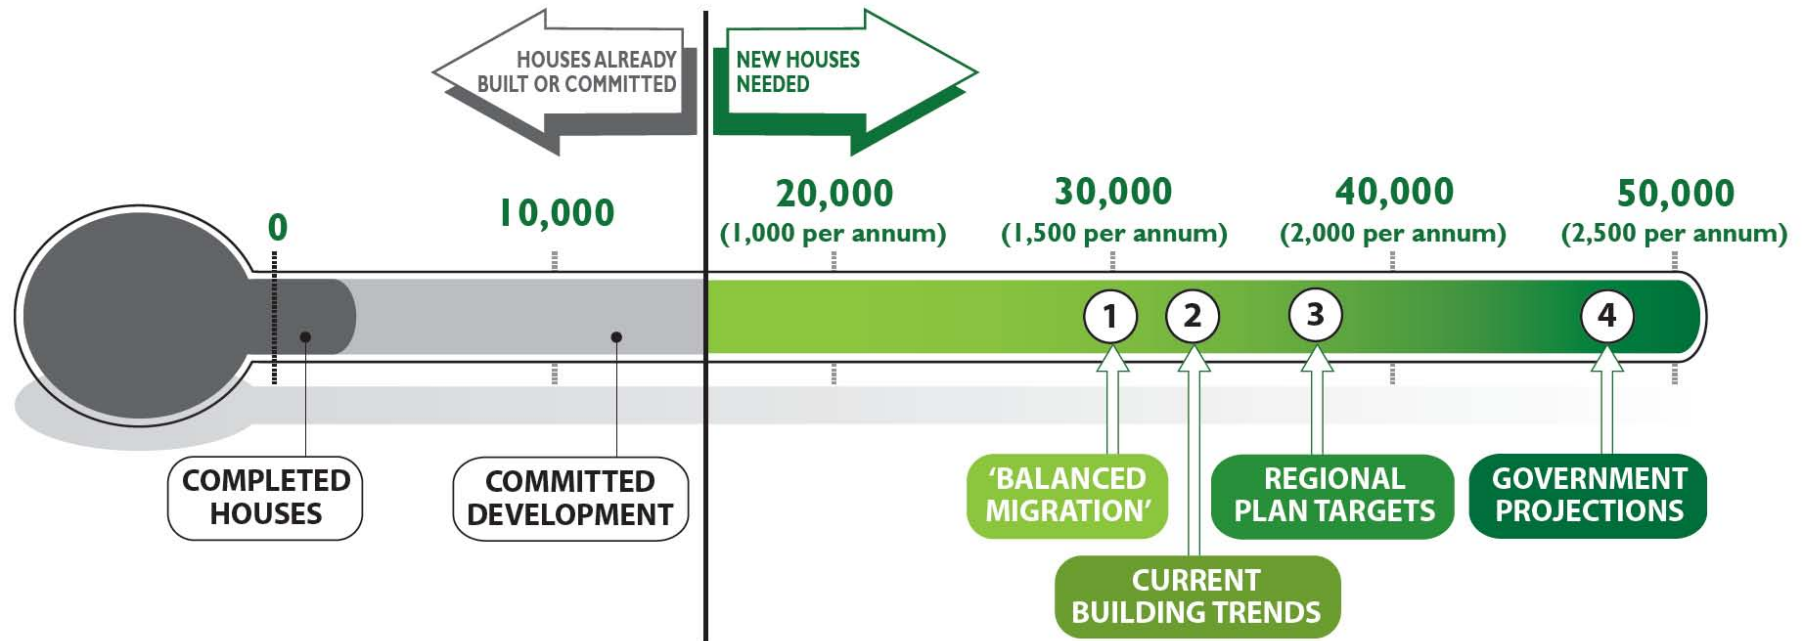 HOUSES ALREADY
BUILT OR COMMITTED
NEW HOUSES
NEEDED
0
10,000
20,000
(1,000 per annum)
30,000
(1,500 per annum)
40,000
(2,000 per annum)
50,000
(2,500 per annum)
1
2
3
4
COMPLETED
HOUSES
COMMITTED
DEVELOPMENT
‘BALANCED
MIGRATION’
CURRENT
BUILDING TRENDS
REGIONAL
PLAN TARGETS
GOVERNMENT
PROJECTIONS